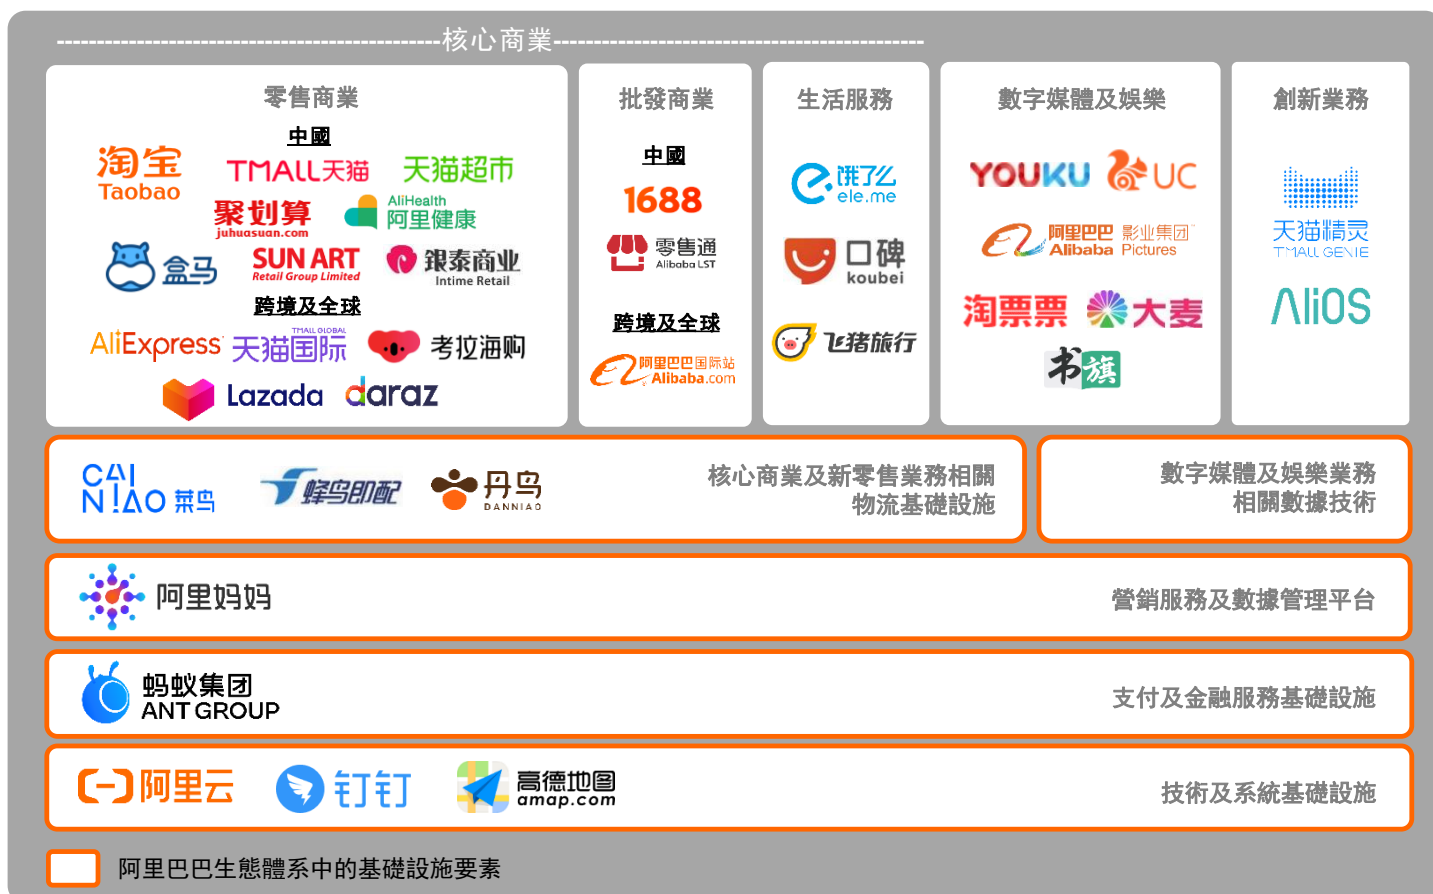 核心商業
零售商業
中國
淘宝
Taobao
TMALL天猫
天猫超市
聚划算
juhuasuan.com
AliHealth
阿里健康
盒马
SUN ART
Retail Group Limited
銀泰商业
Intime Retail
跨境及全球
AliExpress
TMALL GLOBAL
天猫国际
考拉海购
Lazada
daraz
批發商業
中國
1688
零售通
Alibaba LST
跨境及全球
阿里巴巴国际站
Alibaba.com
生活服務
饿了么
ele.me
口碑
koubei
飞猪旅行
數字媒體及娛樂
YOUKU
UC
阿里巴巴 影业集团
Alibaba Pictures
淘票票
大麦
书旗
創新業務
天猫精灵
TMALL GENIE
AliOS
CAI
NIAO 菜鸟
蜂鸟即配
丹鸟
DANNIAO
核心商業及新零售業務相關
物流基礎設施
數字媒體及娛樂業務
相關數據技術
阿里妈妈
營銷服務及數據管理平台
蚂蚁集团
ANT GROUP
支付及金融服務基礎設施
阿里云
钉钉
高德地图
amap.com
技術及系統基礎設施
阿里巴巴生態體系中的基礎設施要素